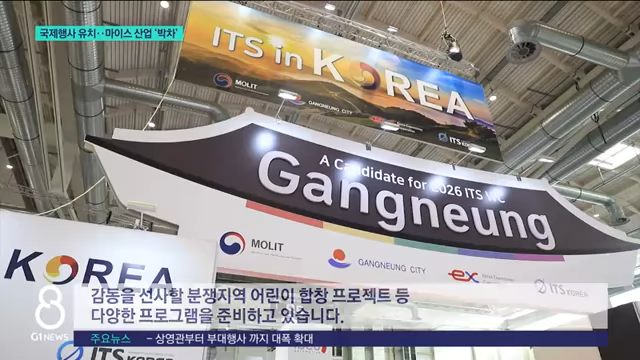 국제행사 유치‥마이스 산업 '박차'
ITS in KOREA
MOLIT
GANGNEUNG CITY
ITS KOREA
A Candidate for 2026 ITS WC
Gangneung
MOLIT
GANGNEUNG CITY
ex
ITS KOREA
KOREA
감동을 선사할 분쟁지역 어린이 합창 프로젝트 등
다양한 프로그램을 준비하고 있습니다.
G1NEWS
주요뉴스
- 상영관부터 부대행사 까지 대폭 확대
ITS KOREA